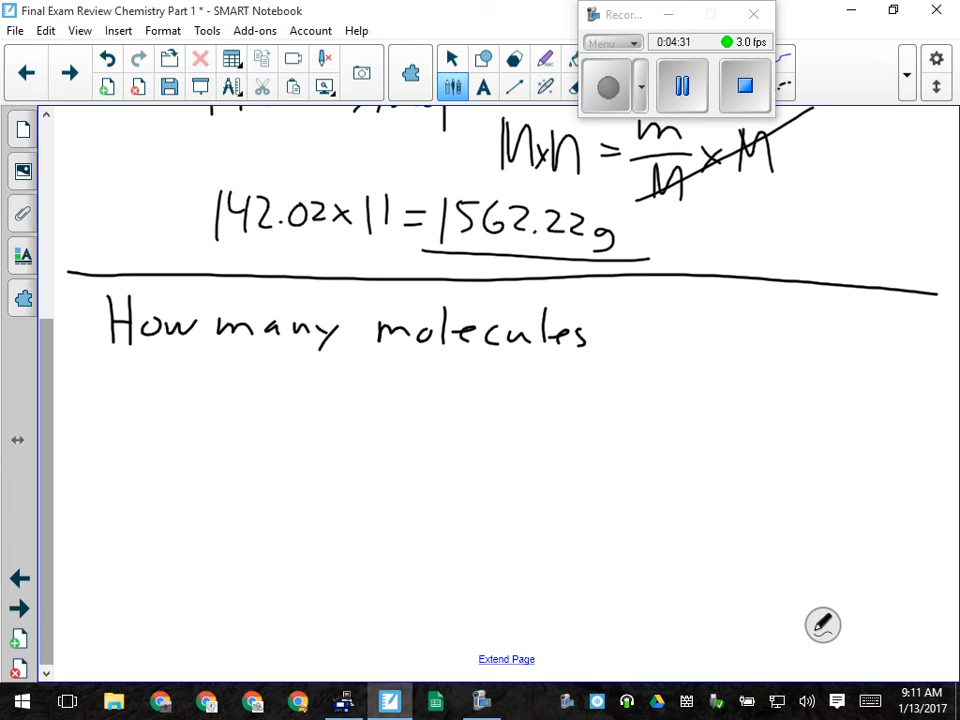 Final Exam Review Chemistry Part 1 * - SMART Notebook
File Edit View Insert Format Tools Add-ons Account Help
Recor...
Menu 0:04:31 3.0 fps
M×n = m/M × M
142.02 × 11 = 1562.22g
How many molecules
Extend Page
9:11 AM
1/13/2017